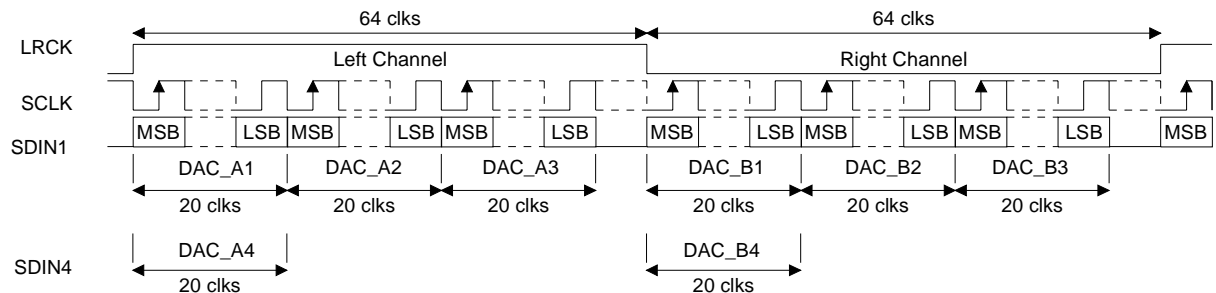 64 clks 64 clks
LRCK Left Channel Right Channel
SCLK
SDIN1 MSB LSB MSB LSB MSB LSB MSB LSB MSB LSB MSB LSB MSB
DAC_A1 DAC_A2 DAC_A3 DAC_B1 DAC_B2 DAC_B3
20 clks 20 clks 20 clks 20 clks 20 clks 20 clks
DAC_A4 DAC_B4
SDIN4
20 clks 20 clks